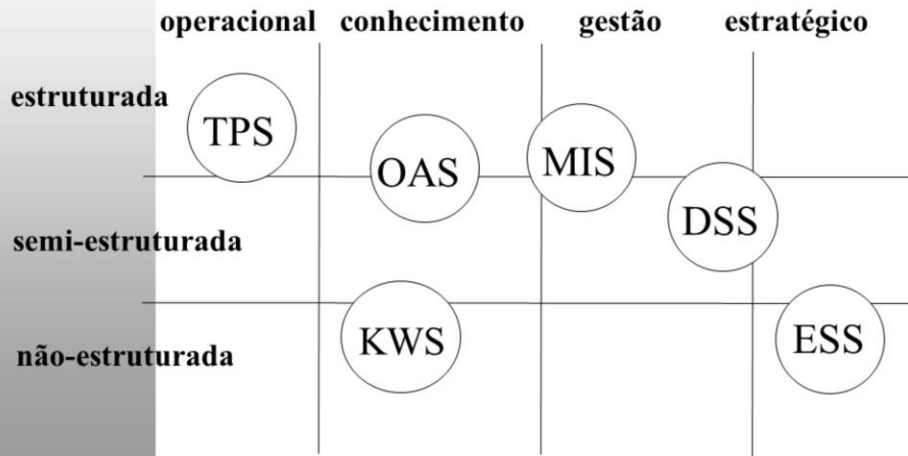 operacional conhecimento gestão estratégico
estruturada
TPS
OAS
MIS
semi-estruturada
DSS
não-estruturada
KWS
ESS